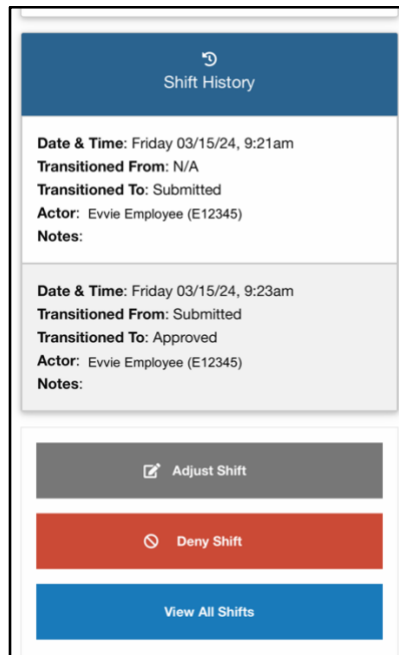 Shift History
Date & Time: Friday 03/15/24, 9:21am
Transitioned From: N/A
Transitioned To: Submitted
Actor: Evvie Employee (E12345)
Notes:
Date & Time: Friday 03/15/24, 9:23am
Transitioned From: Submitted
Transitioned To: Approved
Actor: Evvie Employee (E12345)
Notes:
Adjust Shift
Deny Shift
View All Shifts